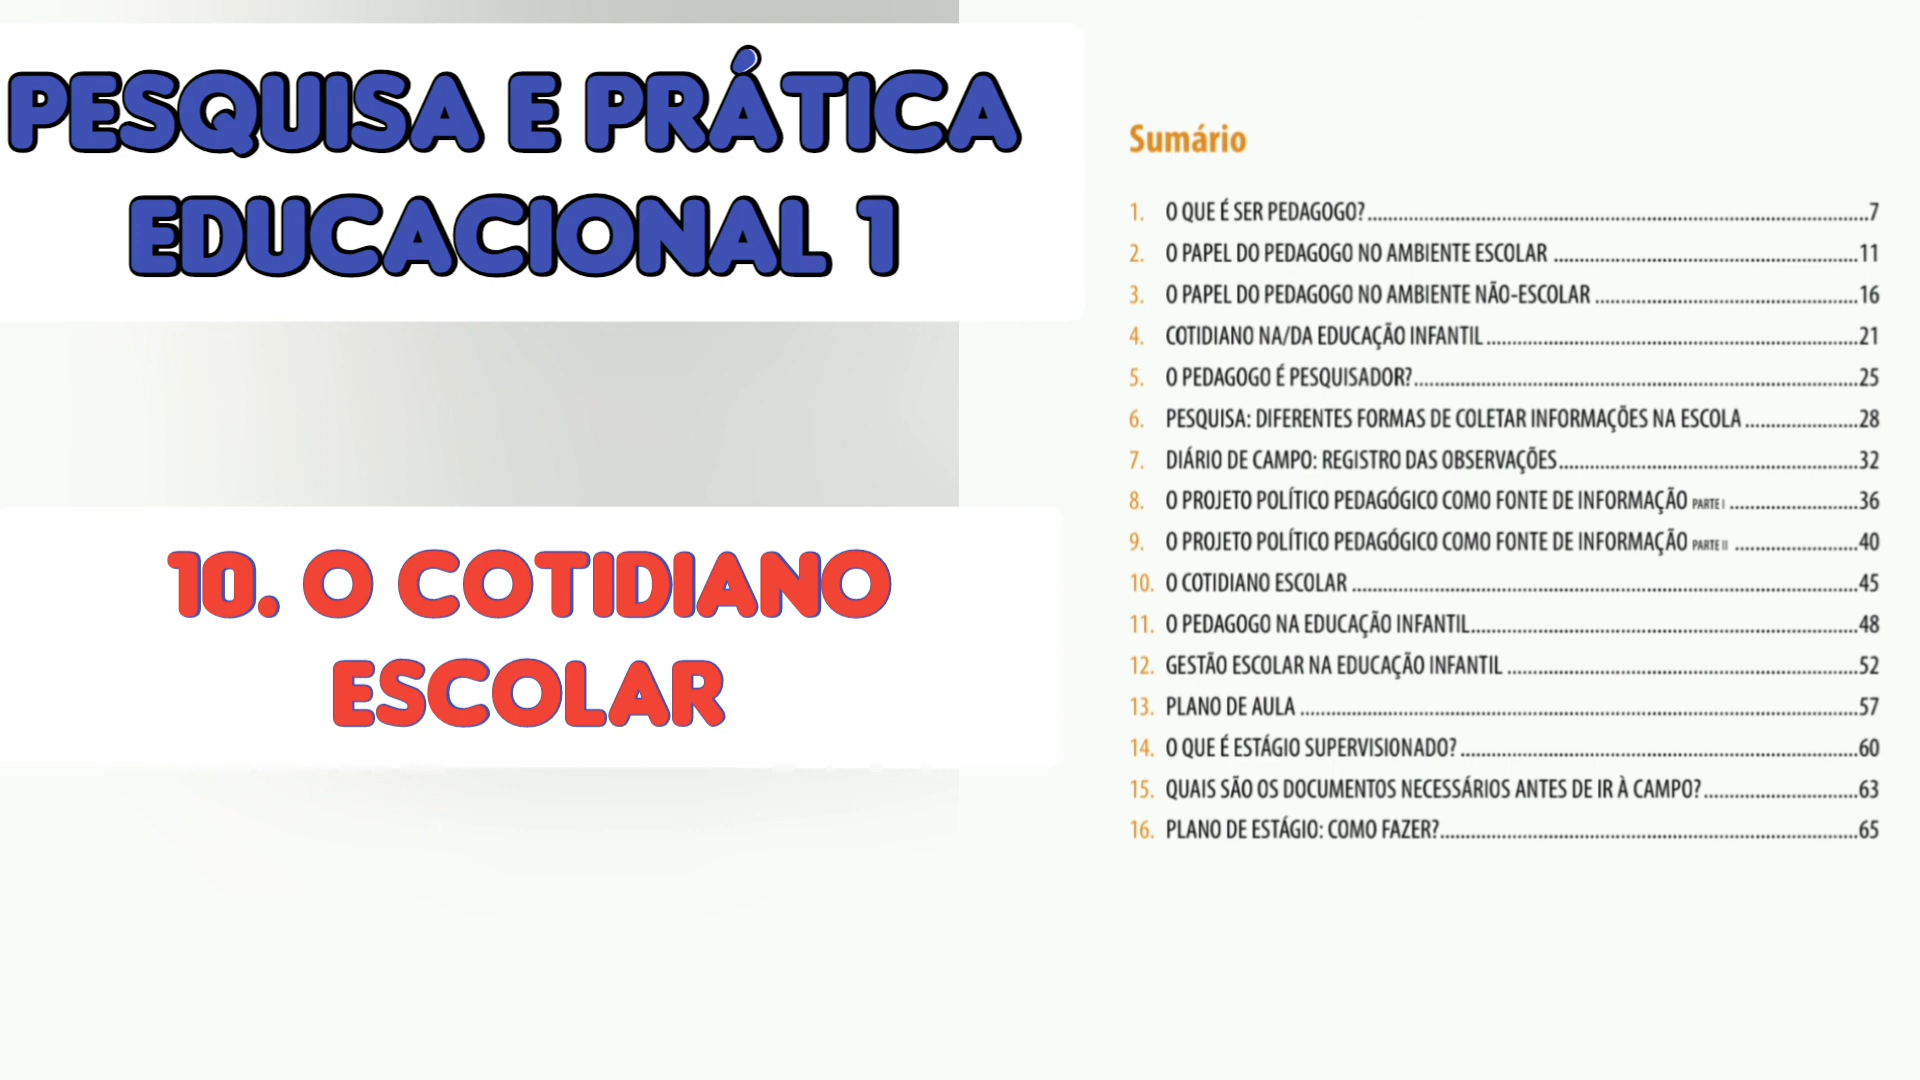 PESQUISA E PRÁTICA
EDUCACIONAL 1
10. O COTIDIANO
ESCOLAR
Sumário
1. O QUE É SER PEDAGOGO? 7
2. O PAPEL DO PEDAGOGO NO AMBIENTE ESCOLAR 11
3. O PAPEL DO PEDAGOGO NO AMBIENTE NÃO-ESCOLAR 16
4. COTIDIANO NA/DA EDUCAÇÃO INFANTIL 21
5. O PEDAGOGO É PESQUISADOR? 25
6. PESQUISA: DIFERENTES FORMAS DE COLETAR INFORMAÇÕES NA ESCOLA 28
7. DIÁRIO DE CAMPO: REGISTRO DAS OBSERVAÇÕES 32
8. O PROJETO POLÍTICO PEDAGÓGICO COMO FONTE DE INFORMAÇÃO PARTE I 36
9. O PROJETO POLÍTICO PEDAGÓGICO COMO FONTE DE INFORMAÇÃO PARTE II 40
10. O COTIDIANO ESCOLAR 45
11. O PEDAGOGO NA EDUCAÇÃO INFANTIL 48
12. GESTÃO ESCOLAR NA EDUCAÇÃO INFANTIL 52
13. PLANO DE AULA 57
14. O QUE É ESTÁGIO SUPERVISIONADO? 60
15. QUAIS SÃO OS DOCUMENTOS NECESSÁRIOS ANTES DE IR À CAMPO? 63
16. PLANO DE ESTÁGIO: COMO FAZER? 65